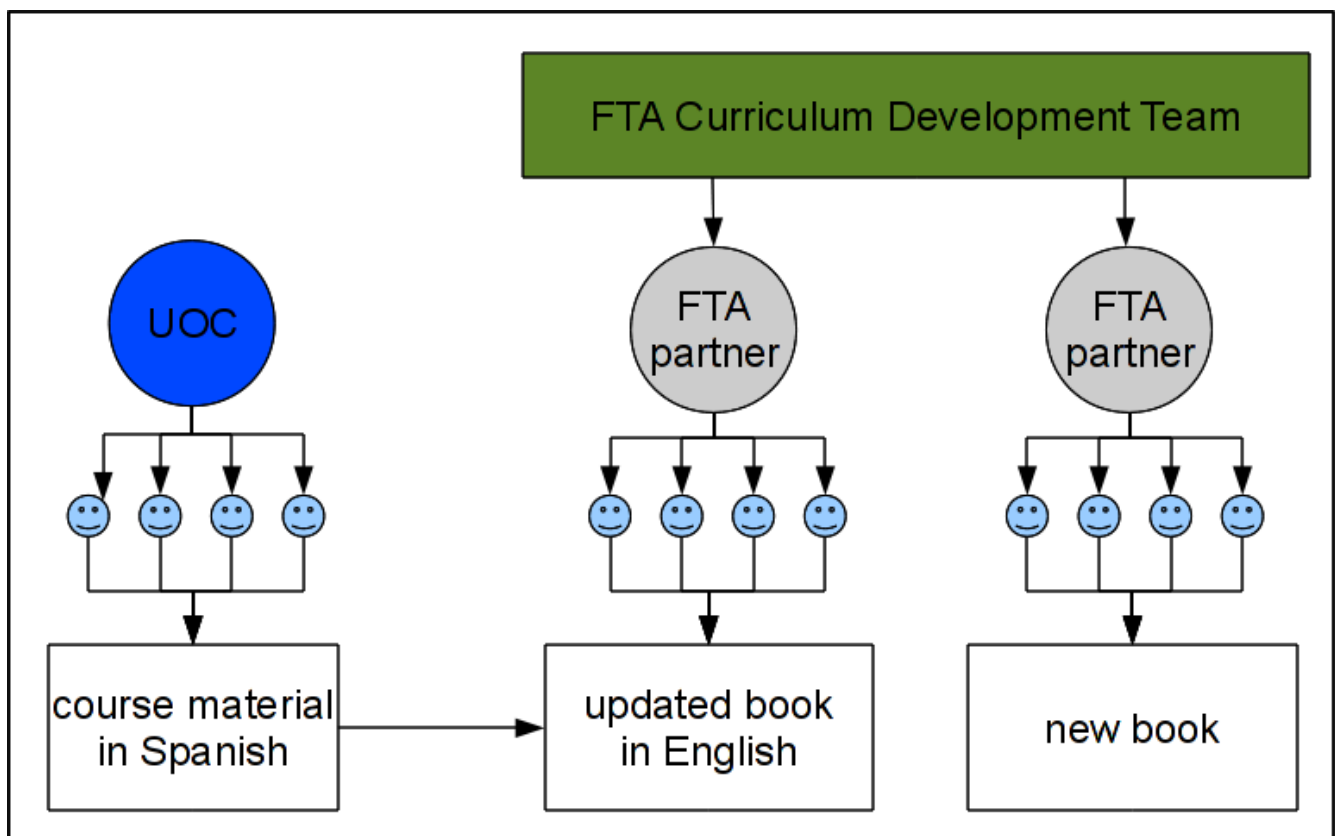 FTA Curriculum Development Team
UOC
FTA
partner
FTA
partner
course material
in Spanish
updated book
in English
new book